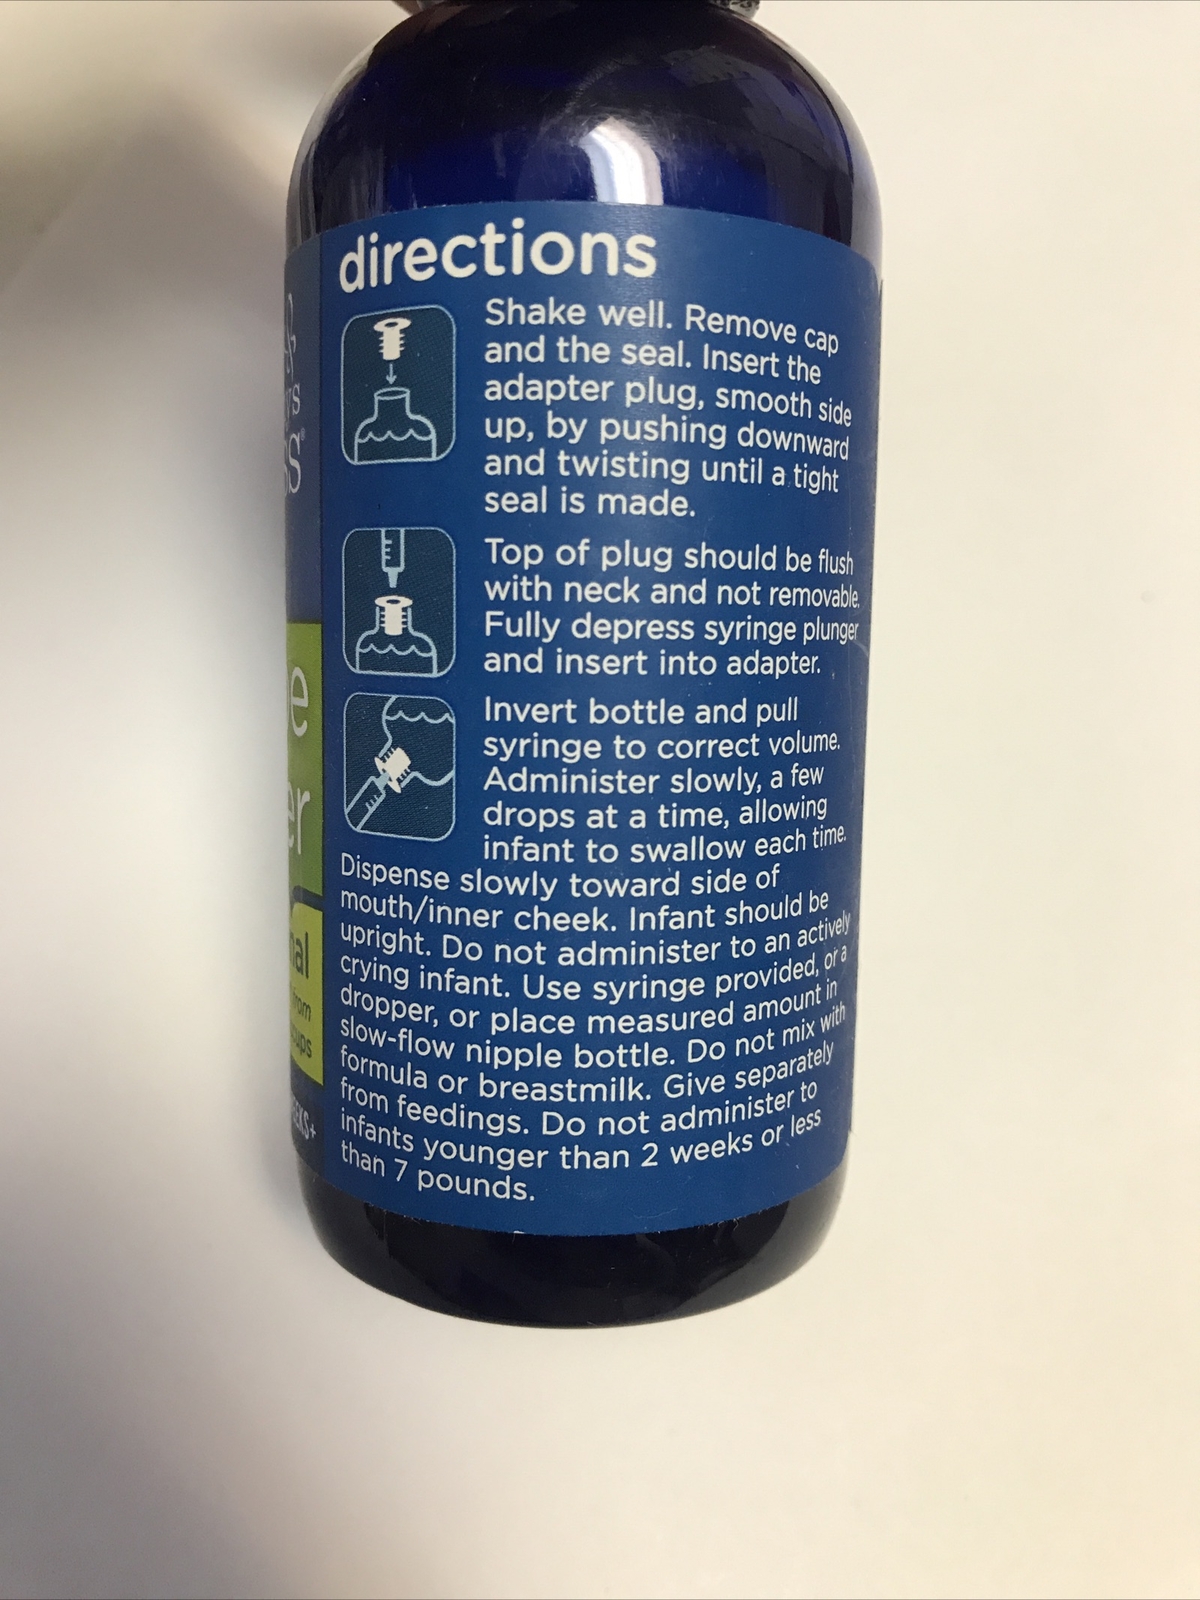 directions
Shake well. Remove cap
and the seal. Insert the
adapter plug, smooth side
up, by pushing downward
and twisting until a tight
seal is made.
Top of plug should be flush
with neck and not removable.
Fully depress syringe plunger
and insert into adapter.
Invert bottle and pull
syringe to correct volume.
Administer slowly, a few
drops at a time, allowing
infant to swallow each time.
Dispense slowly toward side of
mouth/inner cheek. Infant should be
upright. Do not administer to an actively
crying infant. Use syringe provided, or a
dropper, or place measured amount in
slow-flow nipple bottle. Do not mix with
formula or breastmilk. Give separately
from feedings. Do not administer to
infants younger than 2 weeks or less
than 7 pounds.